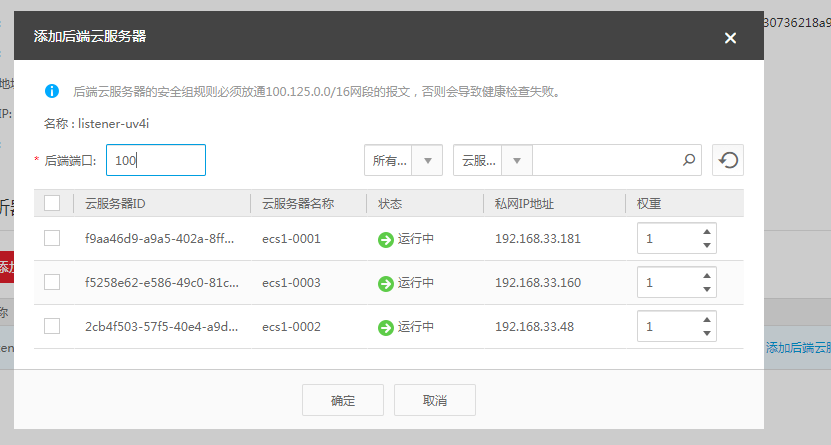 添加后端云服务器
30736218a9
后端云服务器的安全组规则必须放通100.125.0.0/16网段的报文，否则会导致健康检查失败。
名称 : listener-uv4i
IP:
* 后端端口: 100 所有... 云服...
云服务器ID 云服务器名称 状态 私网IP地址 权重
f9aa46d9-a9a5-402a-8ff... ecs1-0001 运行中 192.168.33.181 1
f5258e62-e586-49c0-81c... ecs1-0003 运行中 192.168.33.160 1
2cb4f503-57f5-40e4-a9d... ecs1-0002 运行中 192.168.33.48 1
添加后端云服
确定 取消